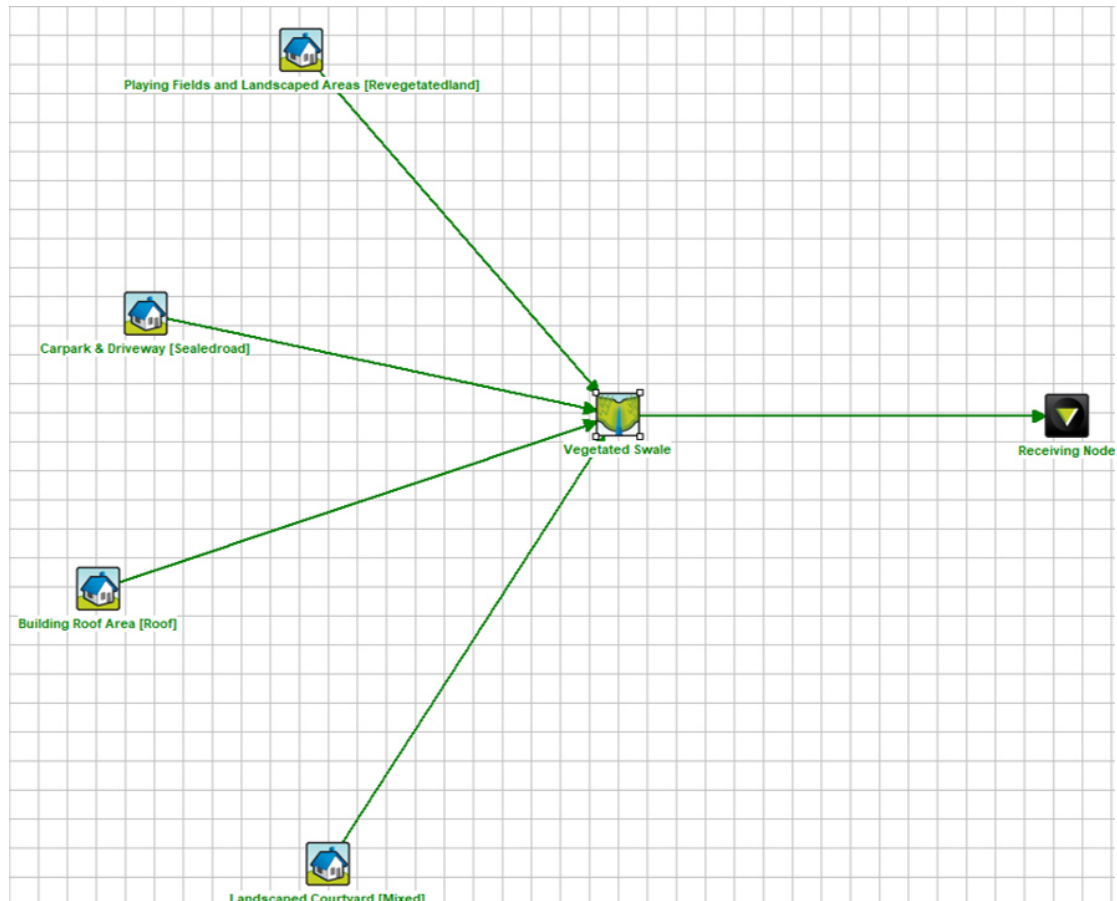 Playing Fields and Landscaped Areas [Revegetatedland]
Carpark & Driveway [Sealedroad]
Vegetated Swale
Receiving Node
Building Roof Area [Roof]
Landscaped Courtyard [Mixed]